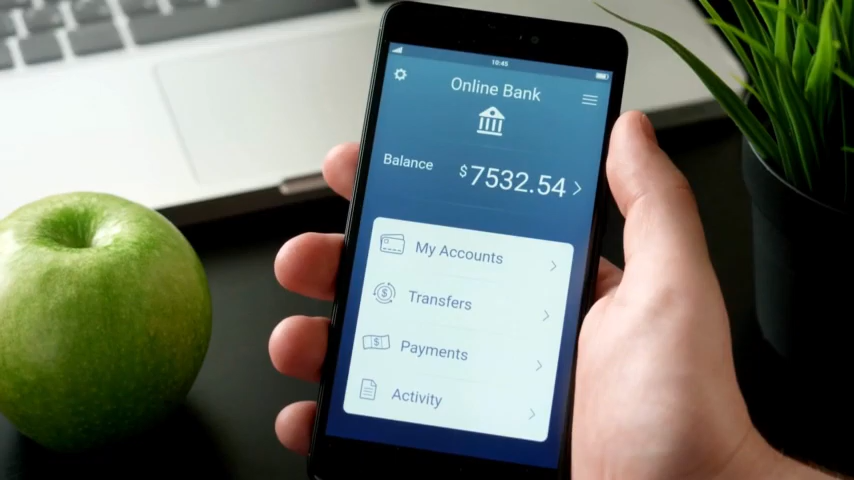 10:45
Online Bank
Balance $7532.54
My Accounts
Transfers
Payments
Activity